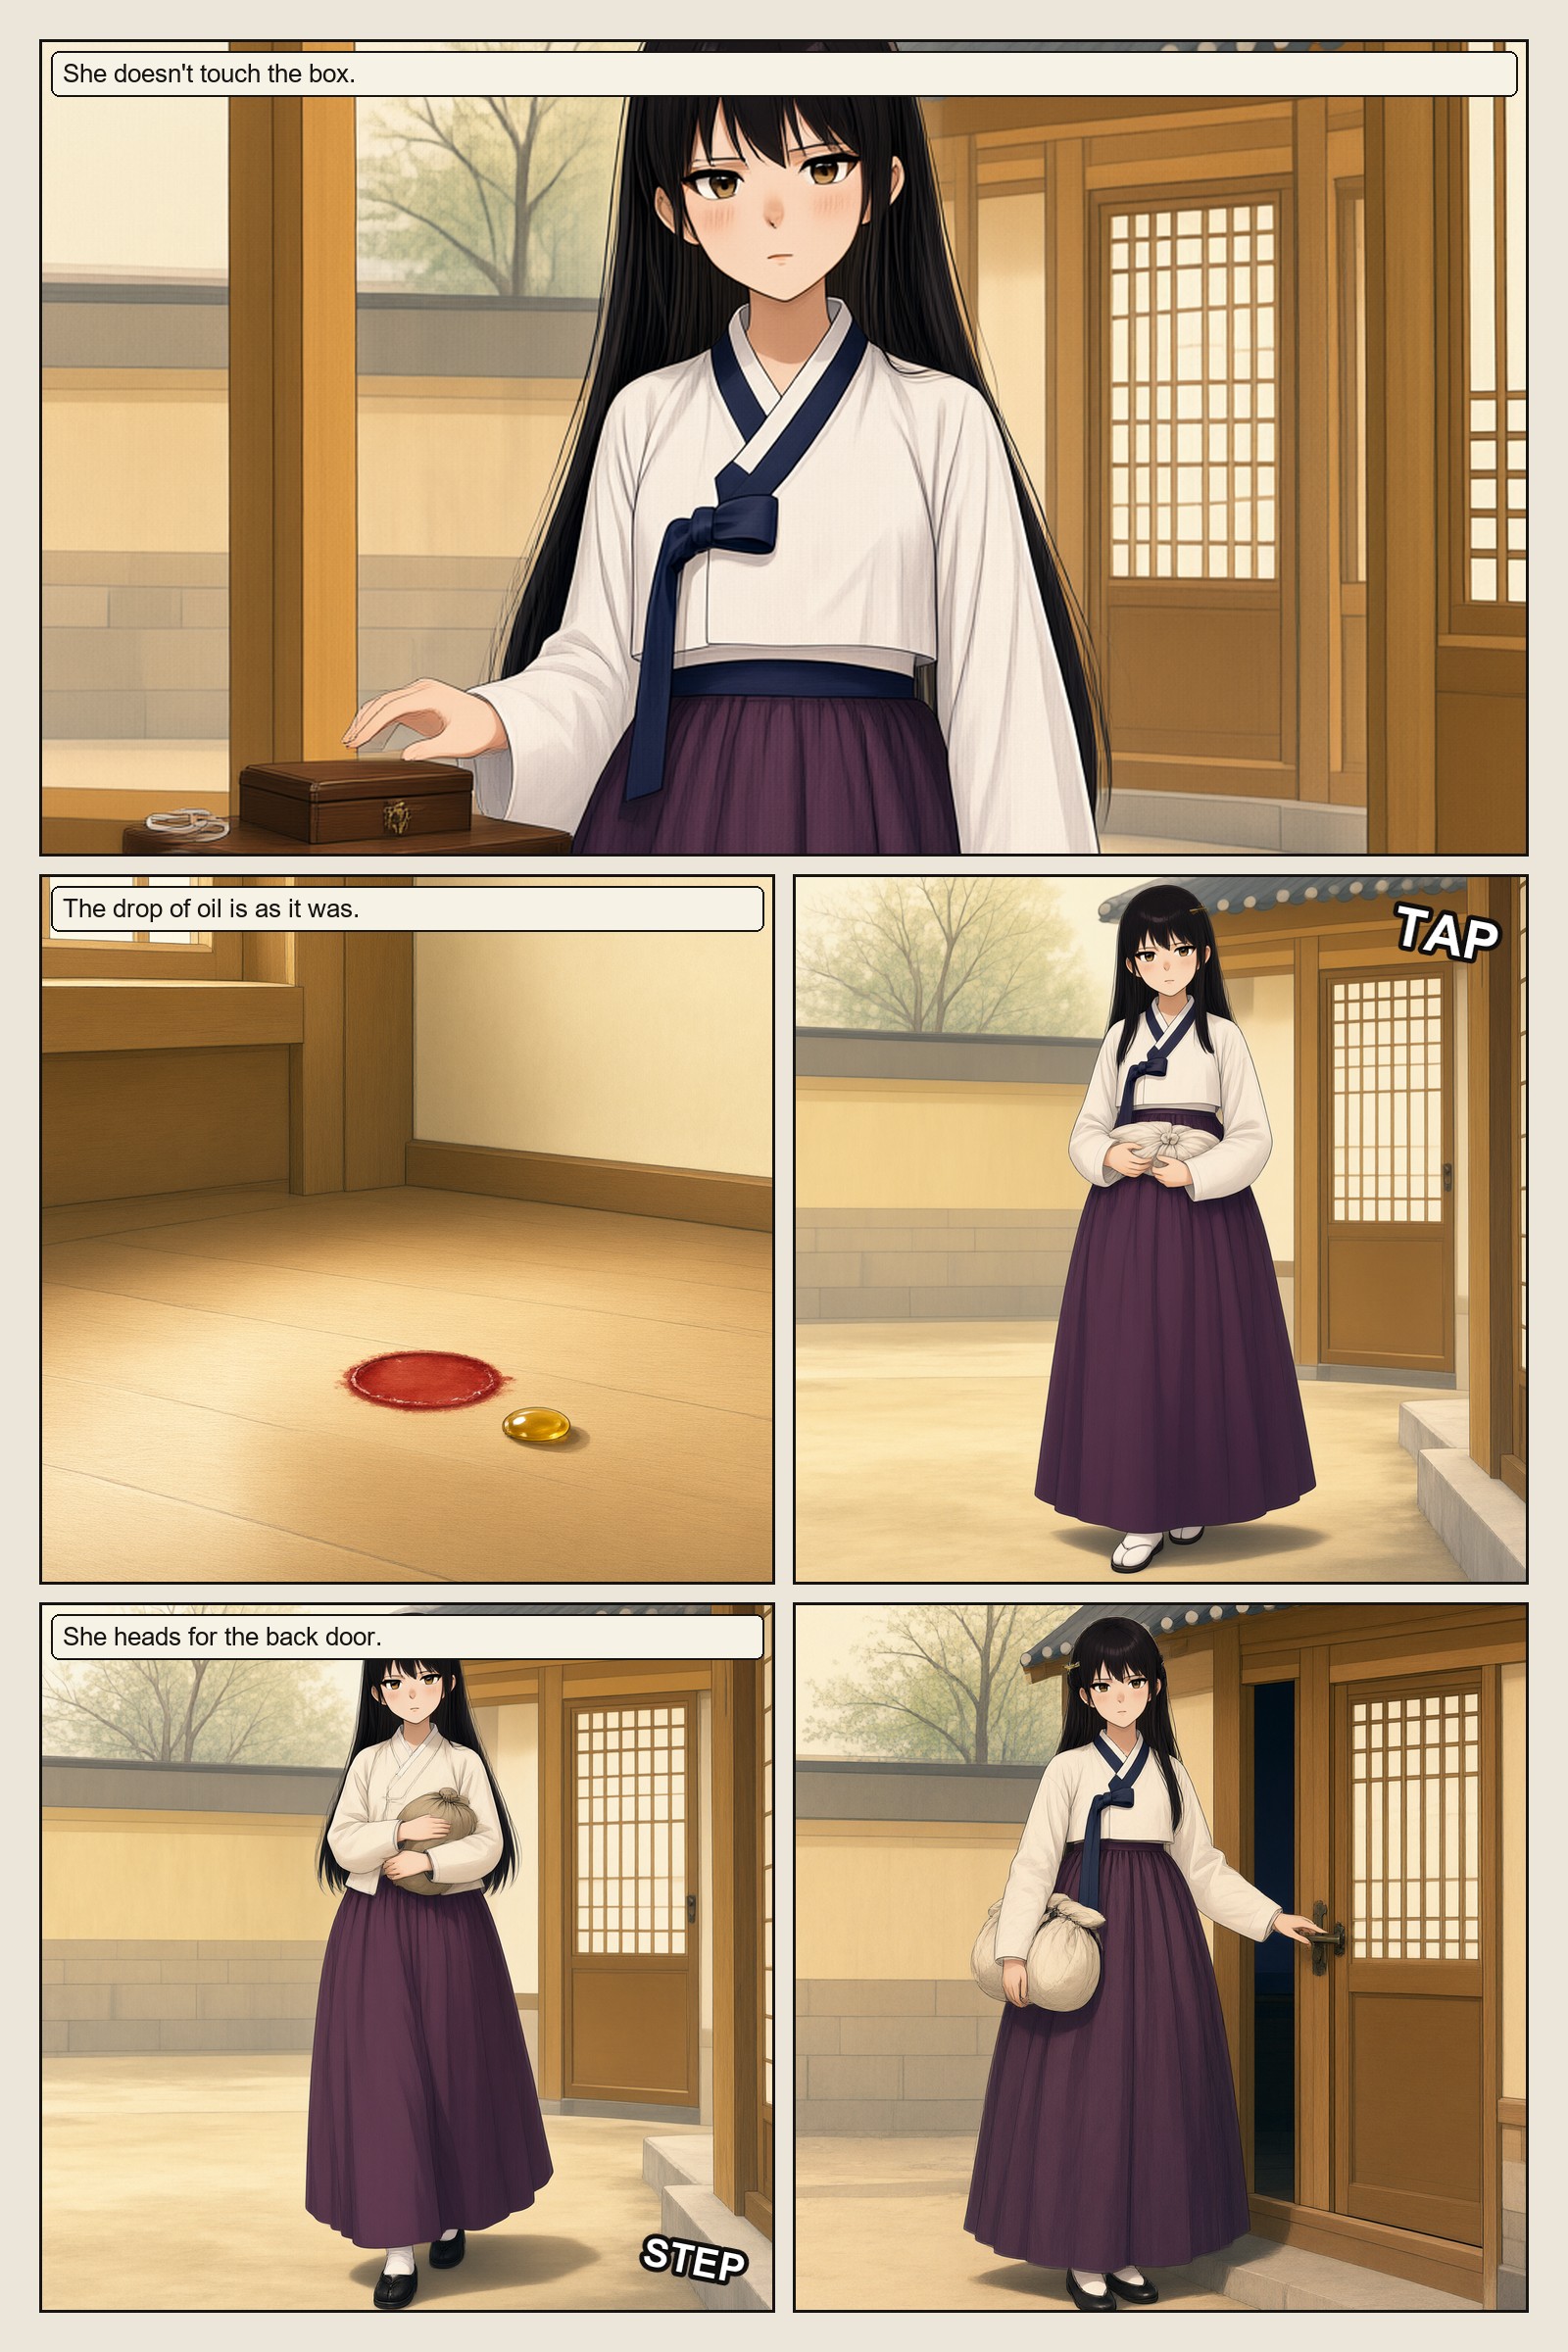 She doesn't touch the box.
The drop of oil is as it was.
TAP
She heads for the back door.
STEP